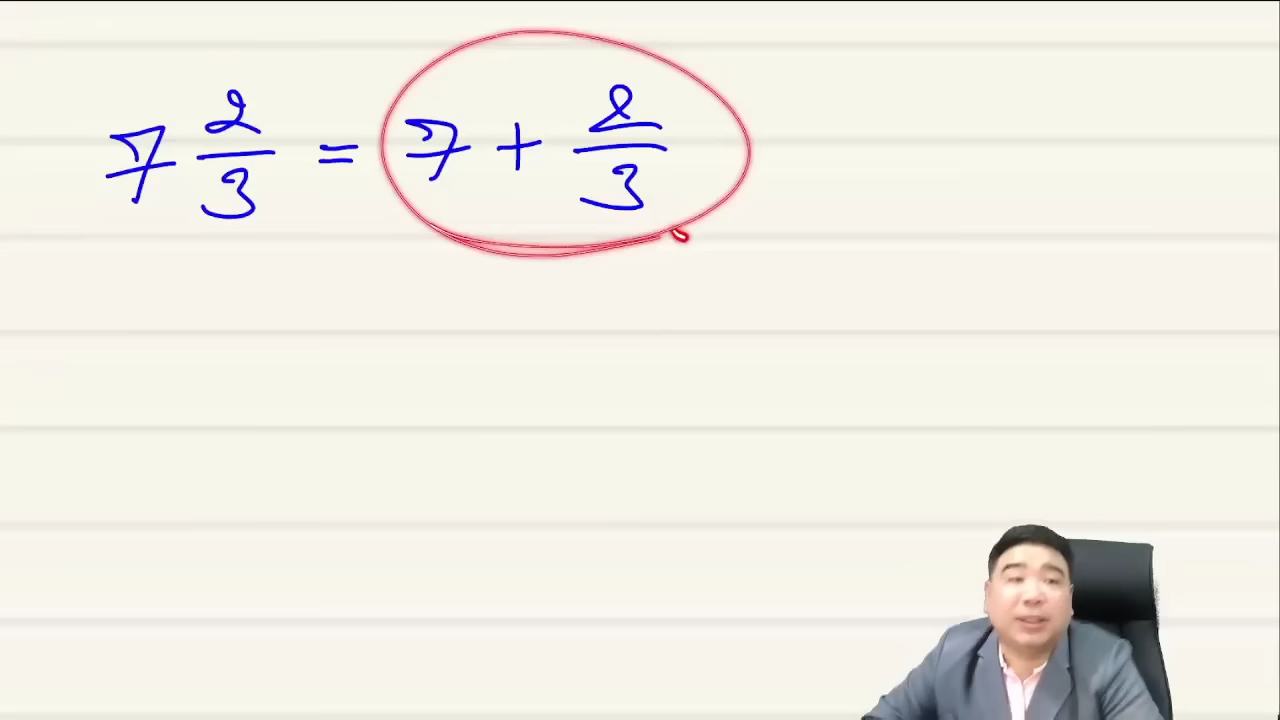 7 2/3 = 7 + 2/3